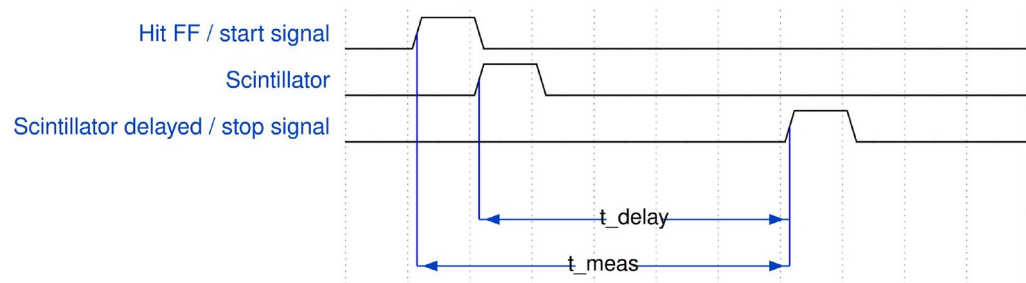 Hit FF / start signal
Scintillator
Scintillator delayed / stop signal
t_delay
t_meas